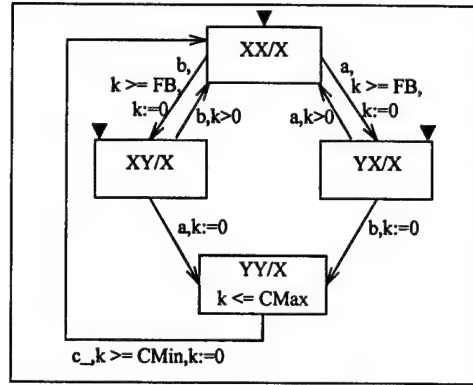 XX/X
b,
k >= FB,
k:=0
a,
k >= FB,
k:=0
b,k>0
a,k>0
XY/X
YX/X
a,k:=0
b,k:=0
YY/X
k <= CMax
c_,k >= CMin,k:=0